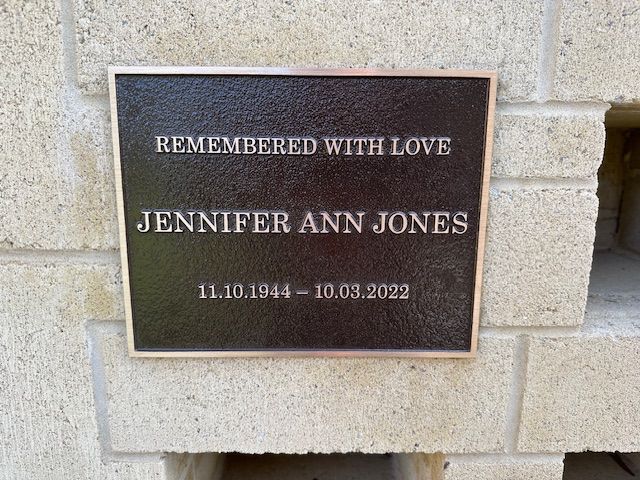 REMEMBERED WITH LOVE
JENNIFER ANN JONES
11.10.1944 – 10.03.2022